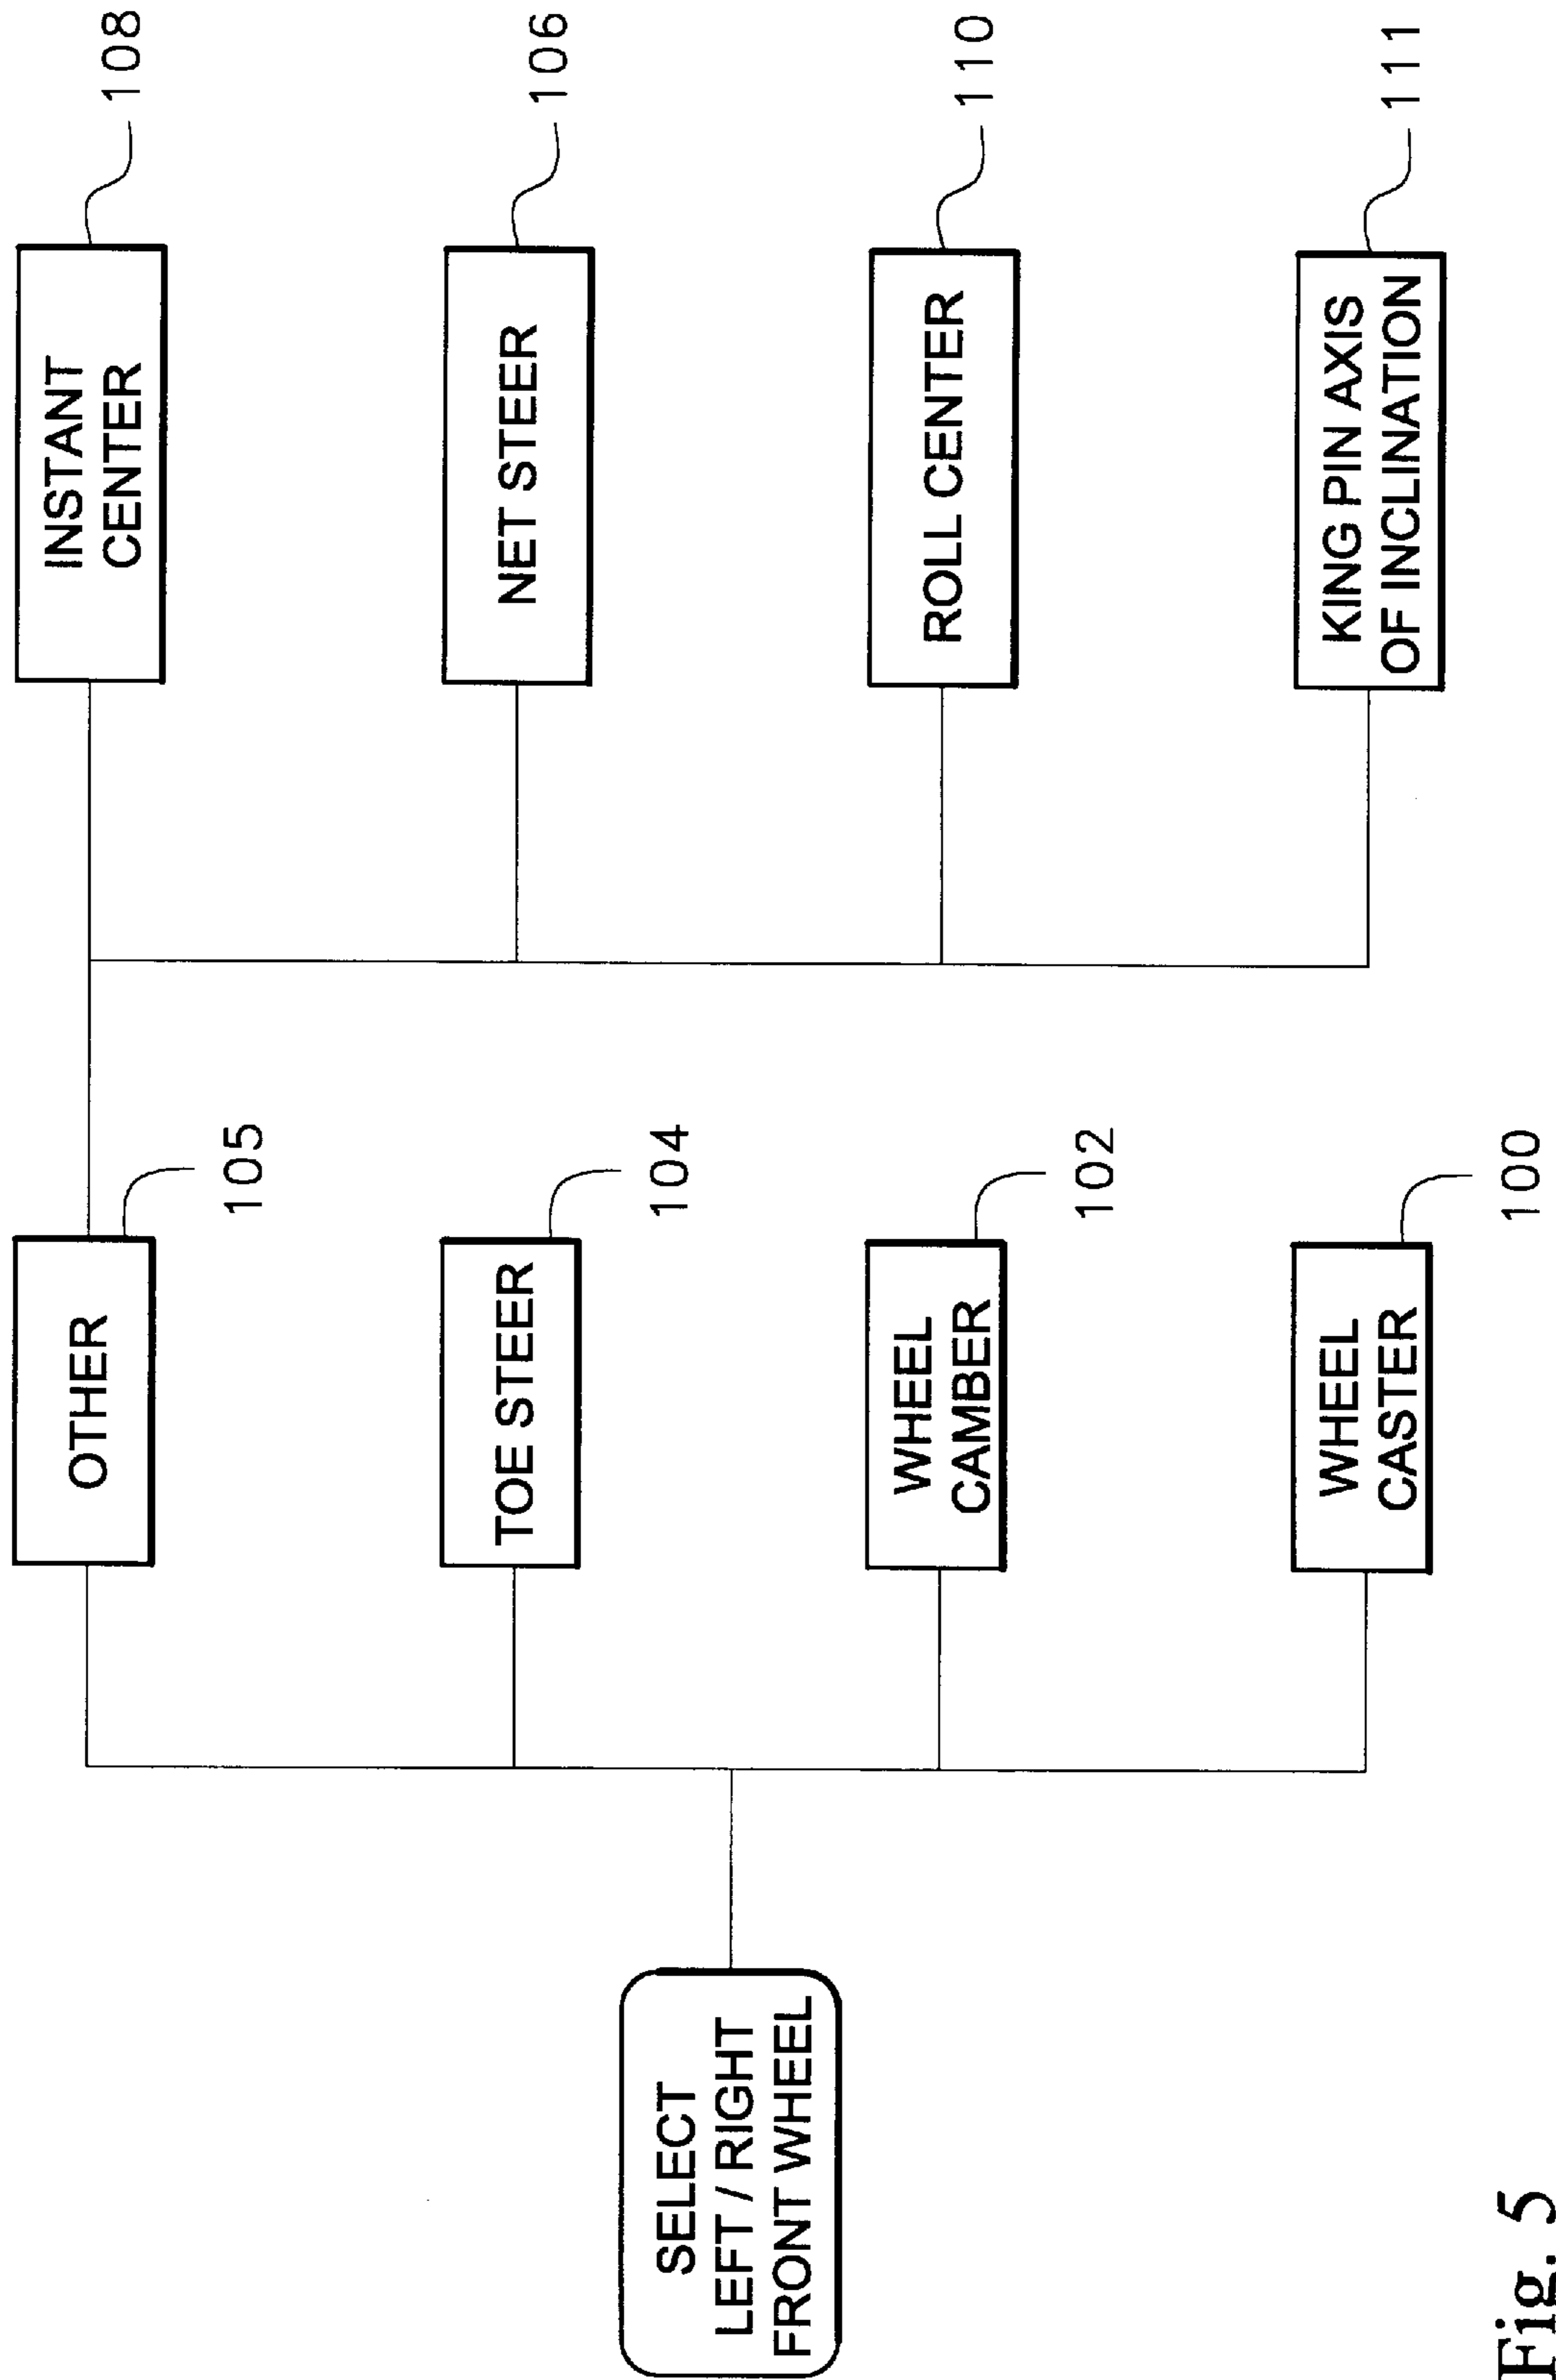 SELECT
LEFT / RIGHT
FRONT WHEEL
OTHER
105
TOE STEER
104
WHEEL
CAMBER
102
WHEEL
CASTER
100
INSTANT
CENTER
108
NET STEER
106
ROLL CENTER
110
KING PIN AXIS
OF INCLINATION
111
Fig. 5